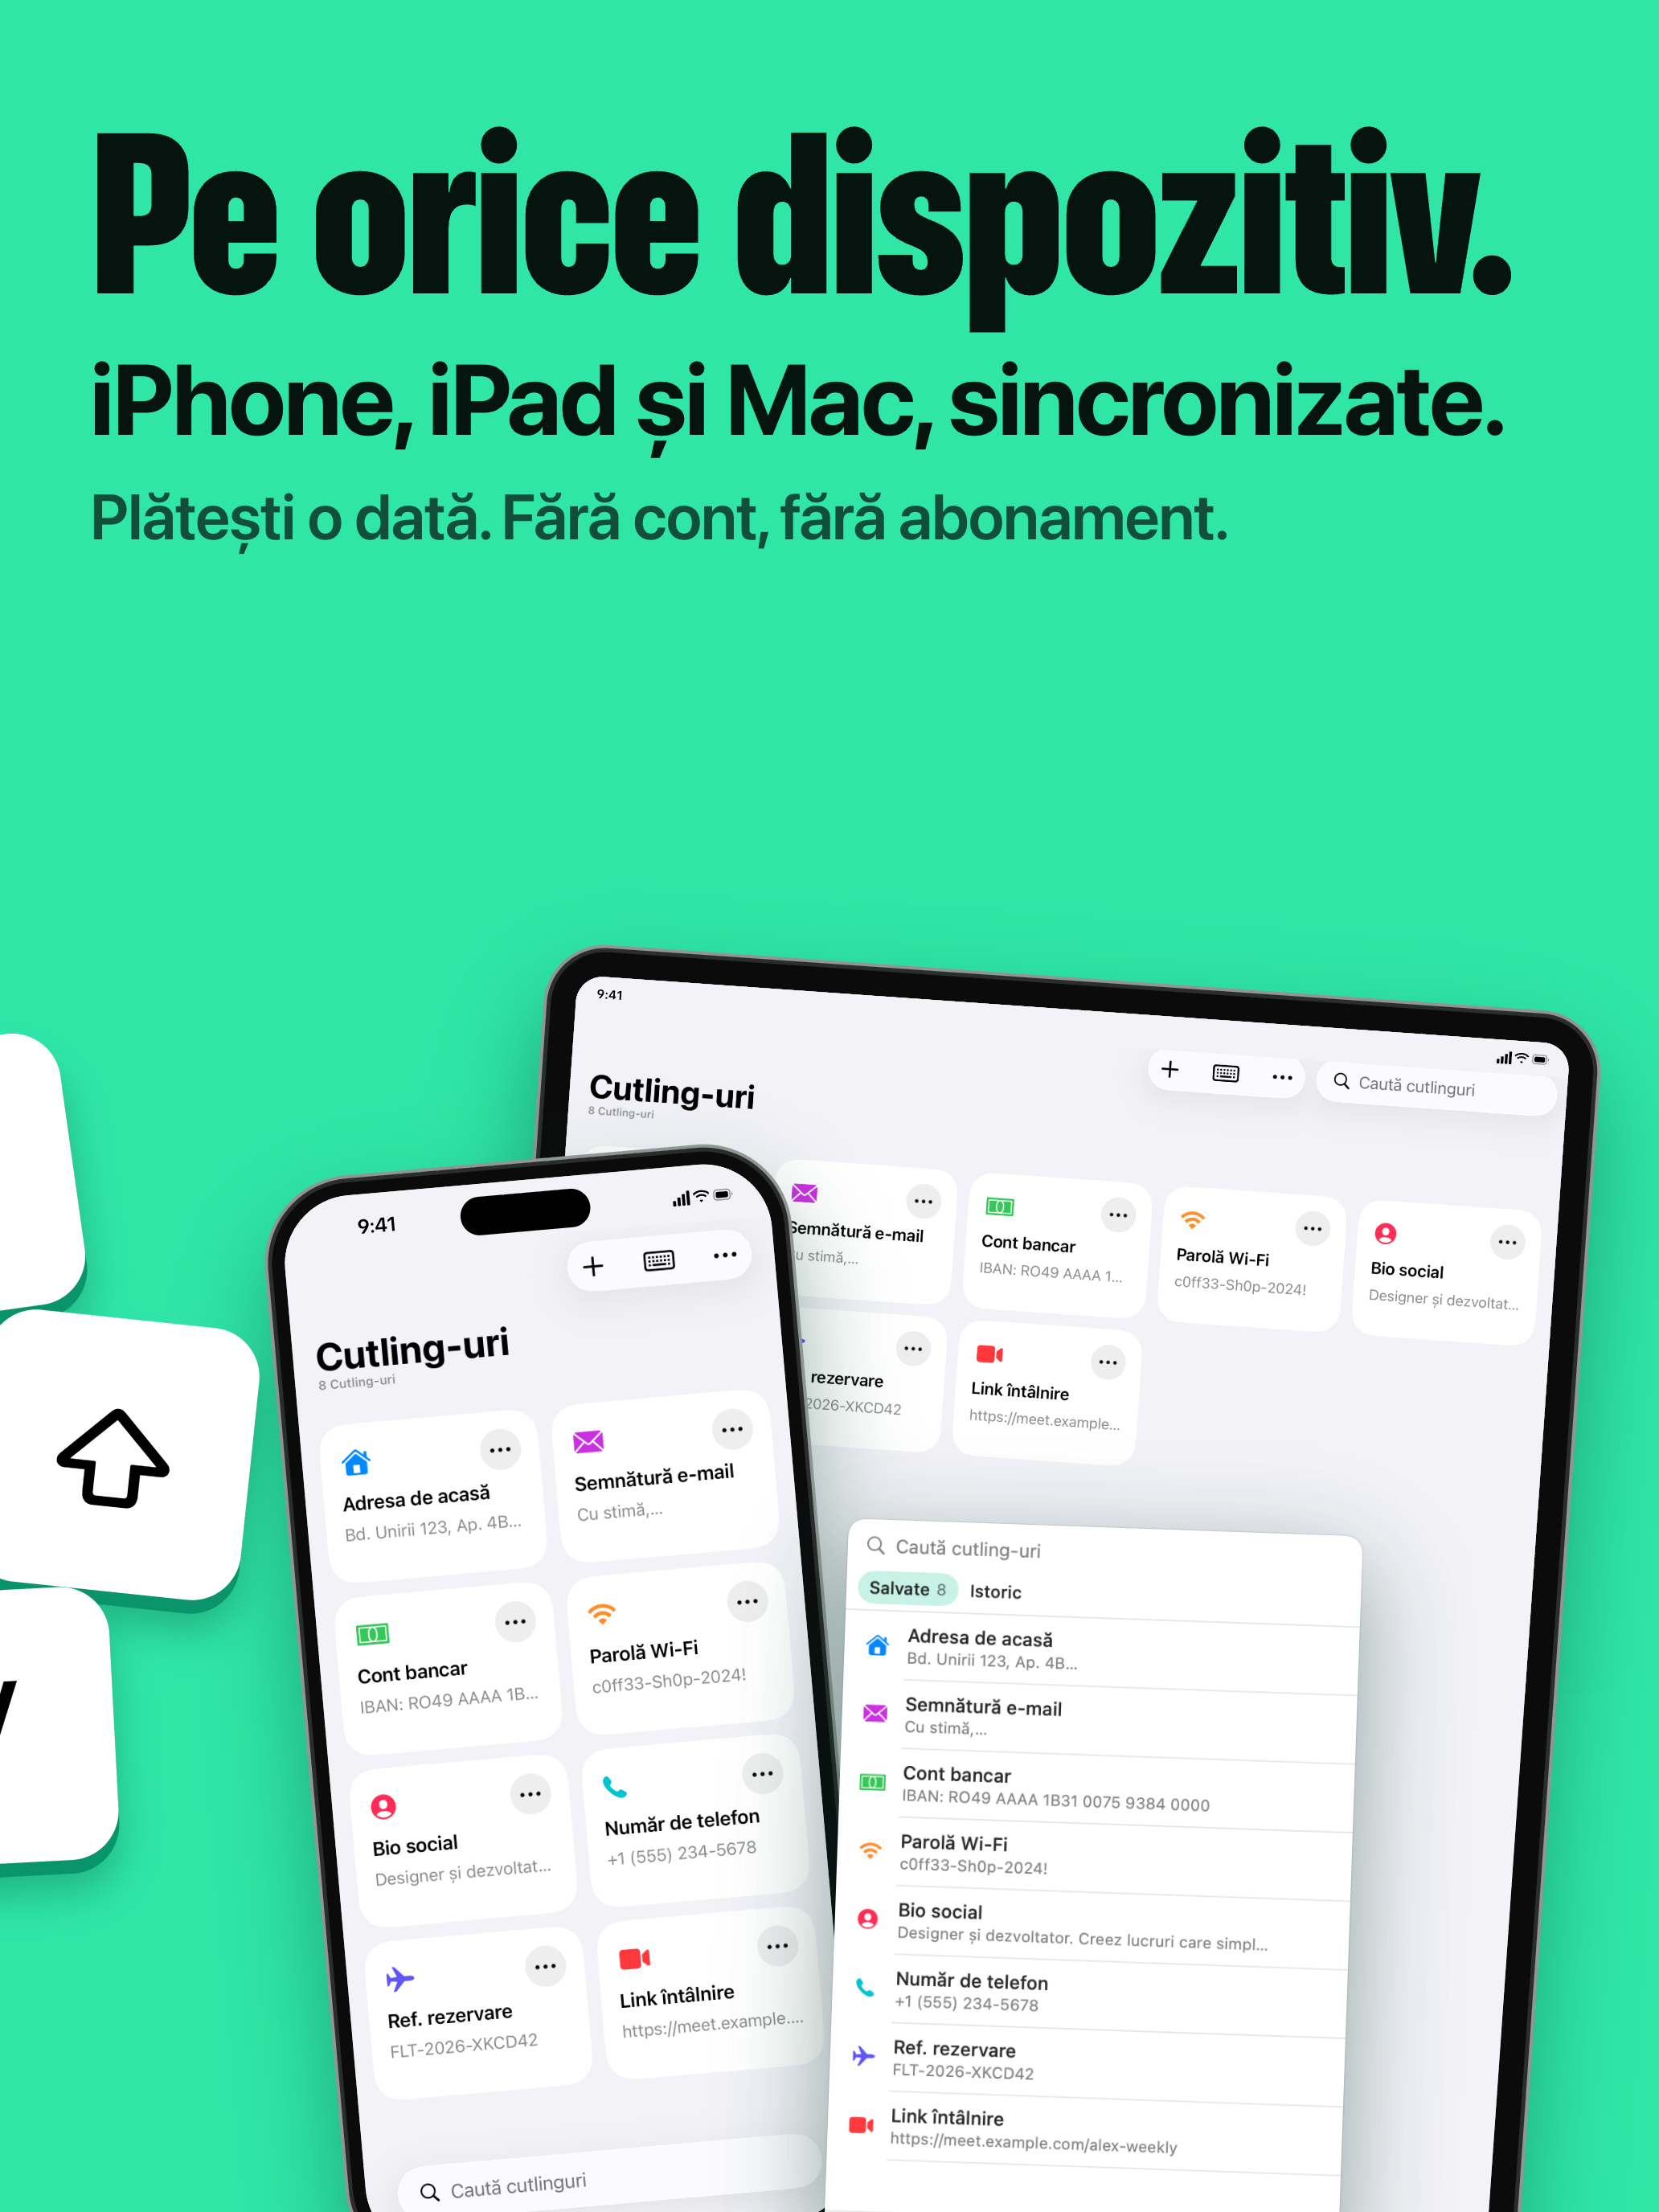 Pe orice dispozitiv.
iPhone, iPad și Mac, sincronizate.
Plătești o dată. Fără cont, fără abonament.
9:41
Cutling-uri
8 Cutling-uri
Caută cutlinguri
Semnătură e-mail
u stimă,...
Cont bancar
IBAN: RO49 AAAA 1...
Parolă Wi-Fi
c0ff33-Sh0p-2024!
Bio social
Designer și dezvoltat...
rezervare
2026-XKCD42
Link întâlnire
https://meet.example...
9:41
Cutling-uri
8 Cutling-uri
Adresa de acasă
Bd. Unirii 123, Ap. 4B...
Semnătură e-mail
Cu stimă,...
Cont bancar
IBAN: RO49 AAAA 1B...
Parolă Wi-Fi
c0ff33-Sh0p-2024!
Bio social
Designer și dezvoltat...
Număr de telefon
+1 (555) 234-5678
Ref. rezervare
FLT-2026-XKCD42
Link întâlnire
https://meet.example....
Caută cutlinguri
Caută cutling-uri
Salvate 8 Istoric
Adresa de acasă
Bd. Unirii 123, Ap. 4B...
Semnătură e-mail
Cu stimă,...
Cont bancar
IBAN: RO49 AAAA 1B31 0075 9384 0000
Parolă Wi-Fi
c0ff33-Sh0p-2024!
Bio social
Designer și dezvoltator. Creez lucruri care simpl...
Număr de telefon
+1 (555) 234-5678
Ref. rezervare
FLT-2026-XKCD42
Link întâlnire
https://meet.example.com/alex-weekly